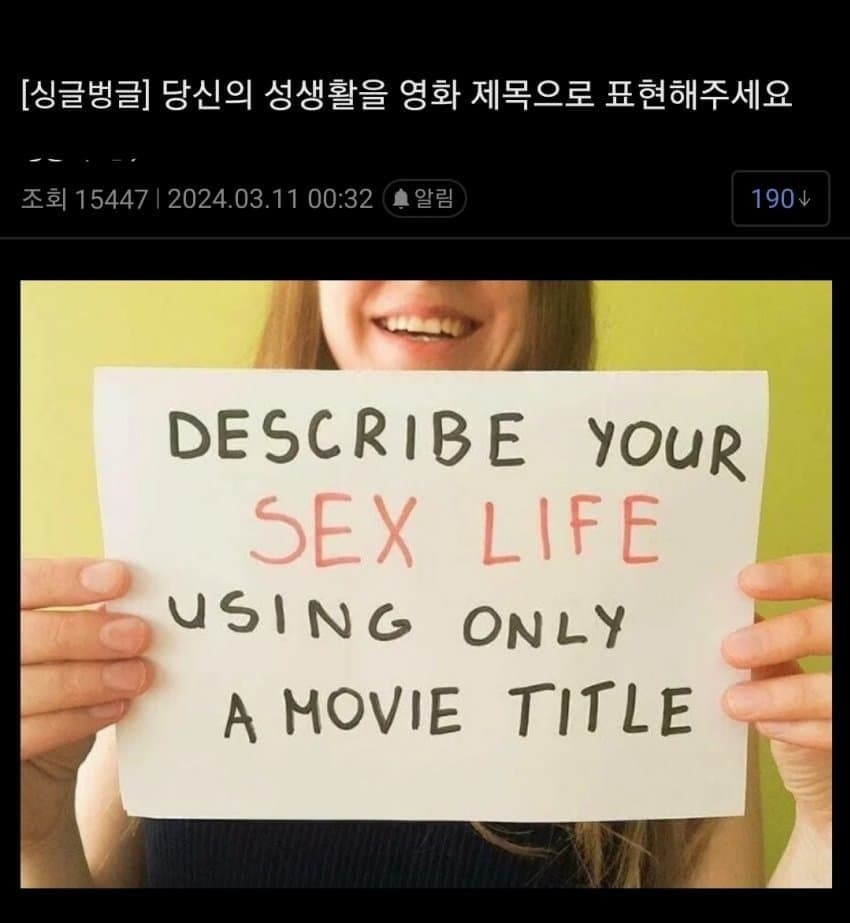 [싱글벙글] 당신의 성생활을 영화 제목으로 표현해주세요
조회 15447 | 2024.03.11 00:32 알림
190↓
DESCRIBE YOUR
SEX LIFE
USING ONLY
A MOVIE TITLE